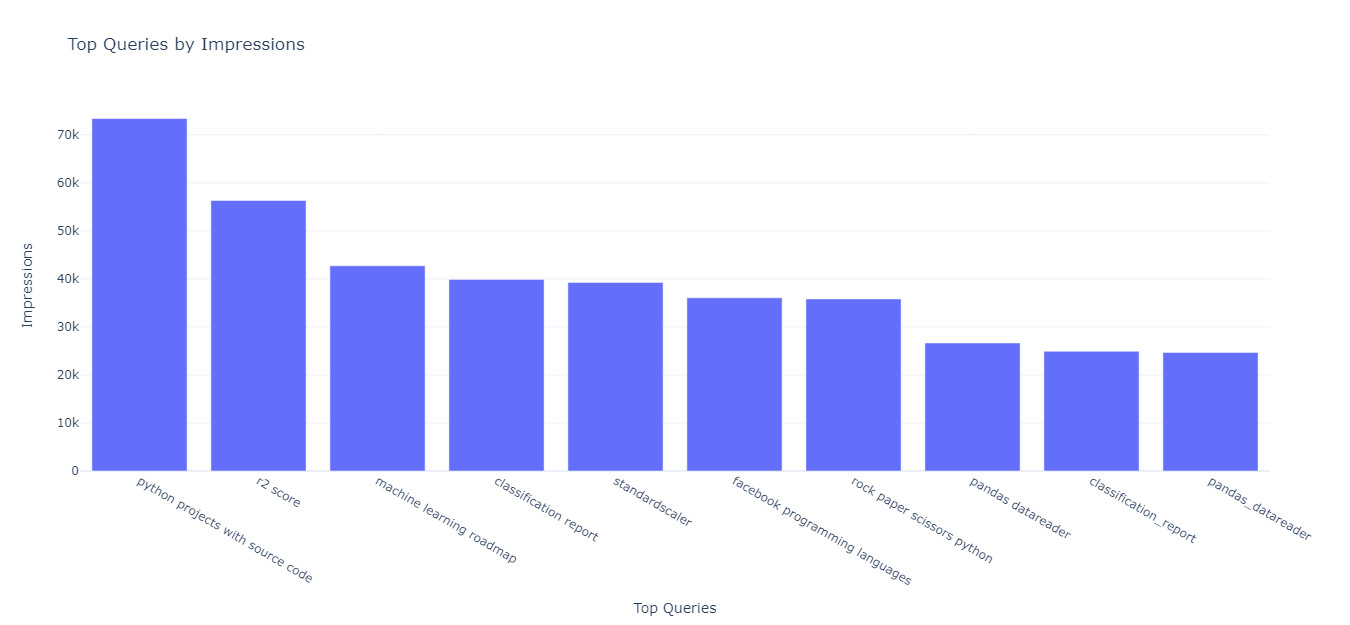 Top Queries by Impressions
Impressions
70k
60k
50k
40k
30k
20k
10k
0
python projects with source code
r2 score
machine learning roadmap
classification report
standardscaler
facebook programming languages
rock paper scissors python
pandas datareader
classification_report
pandas_datareader
Top Queries